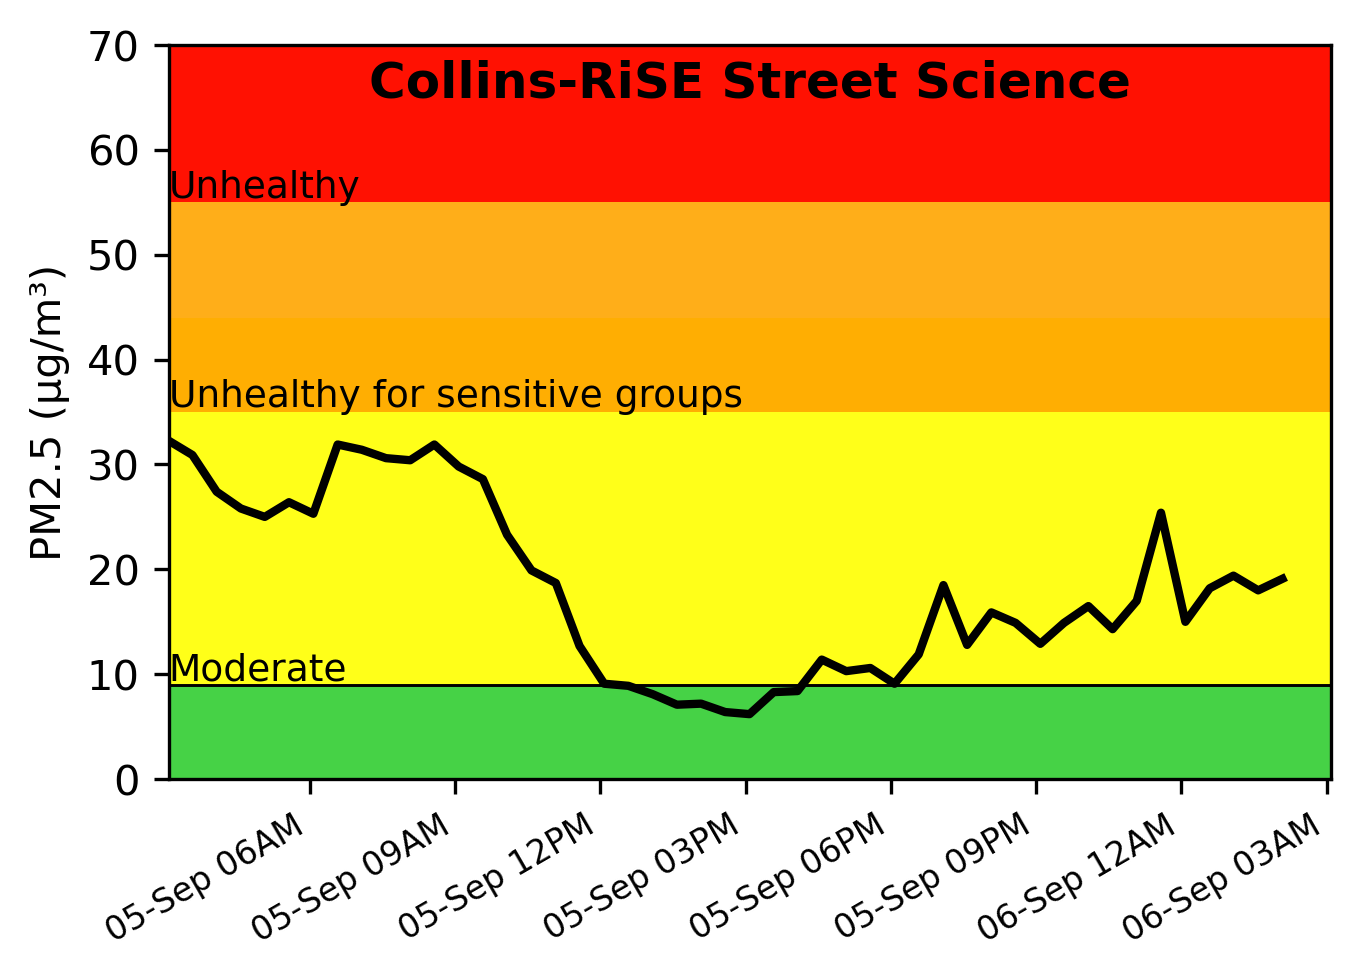 Collins-RiSE Street Science
70
60
Unhealthy
50
40
Unhealthy for sensitive groups
30
20
Moderate
10
0
PM2.5 (µg/m³)
05-Sep 06AM
05-Sep 09AM
05-Sep 12PM
05-Sep 03PM
05-Sep 06PM
05-Sep 09PM
06-Sep 12AM
06-Sep 03AM